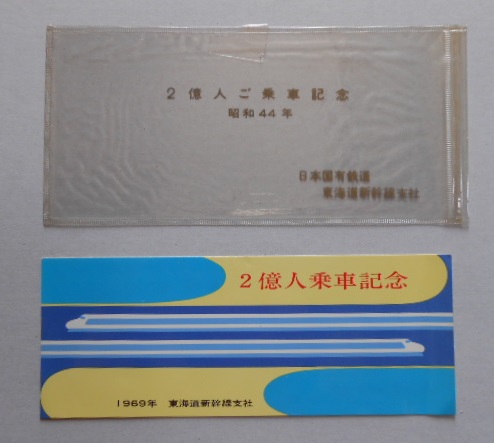 2億人ご乗車記念
昭和44年
日本国有鉄道
東海道新幹線支社
2億人乗車記念
1969年 東海道新幹線支社